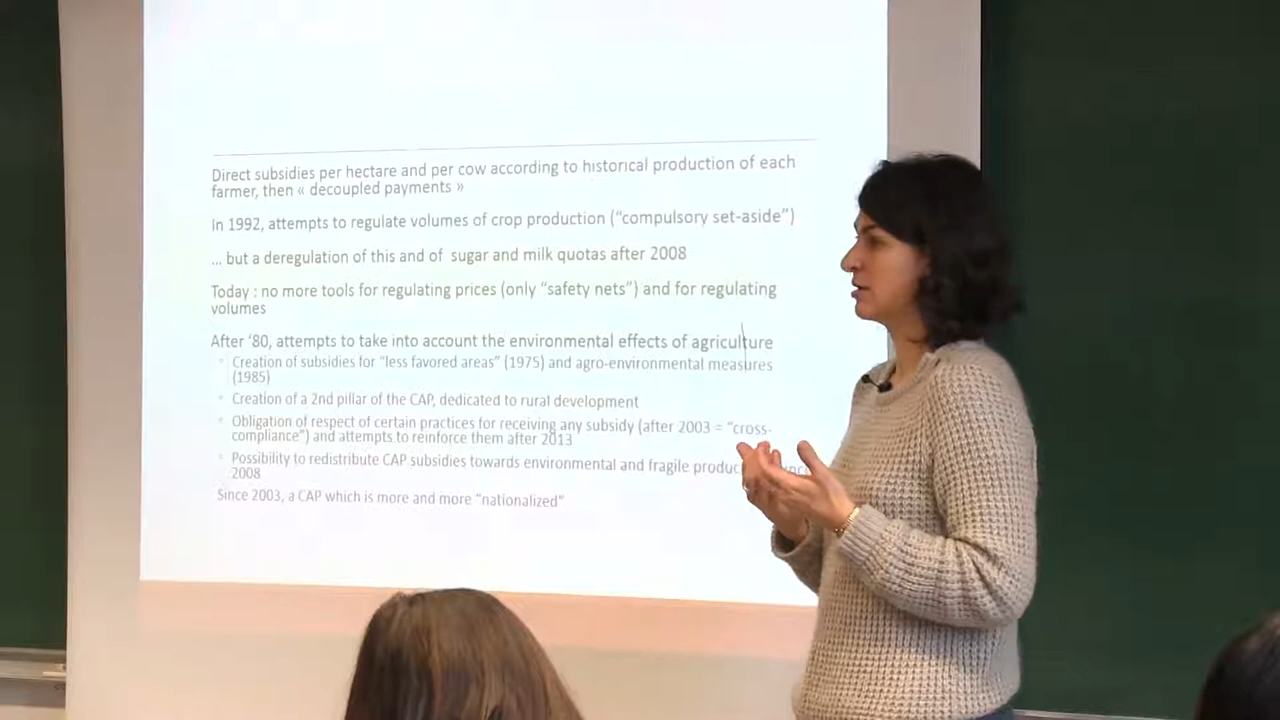 Direct subsidies per hectare and per cow according to historical production of each
farmer, then « decoupled payments »
In 1992, attempts to regulate volumes of crop production (“compulsory set-aside”)
... but a deregulation of this and of sugar and milk quotas after 2008
Today : no more tools for regulating prices (only “safety nets”) and for regulating
volumes
After ‘80, attempts to take into account the environmental effects of agriculture
Creation of subsidies for “less favored areas” (1975) and agro-environmental measures
(1985)
Creation of a 2nd pillar of the CAP, dedicated to rural development
Obligation of respect of certain practices for receiving any subsidy (after 2003 = “cross-
compliance”) and attempts to reinforce them after 2013
Possibility to redistribute CAP subsidies towards environmental and fragile
2008
Since 2003, a CAP which is more and more “nationalized”